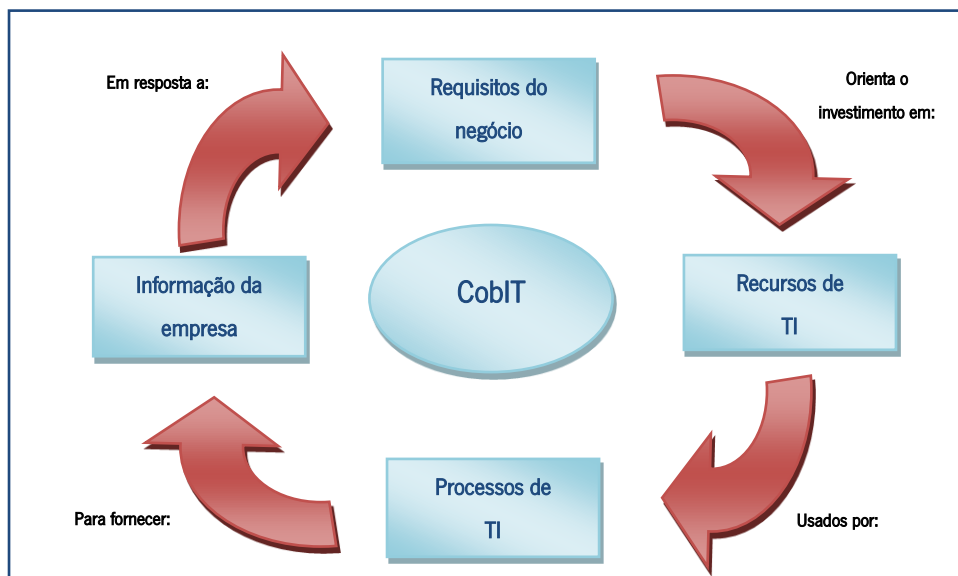 Em resposta a:
Requisitos do
negócio
Orienta o
investimento em:
Informação da
empresa
CobIT
Recursos de
TI
Para fornecer:
Processos de
TI
Usados por: